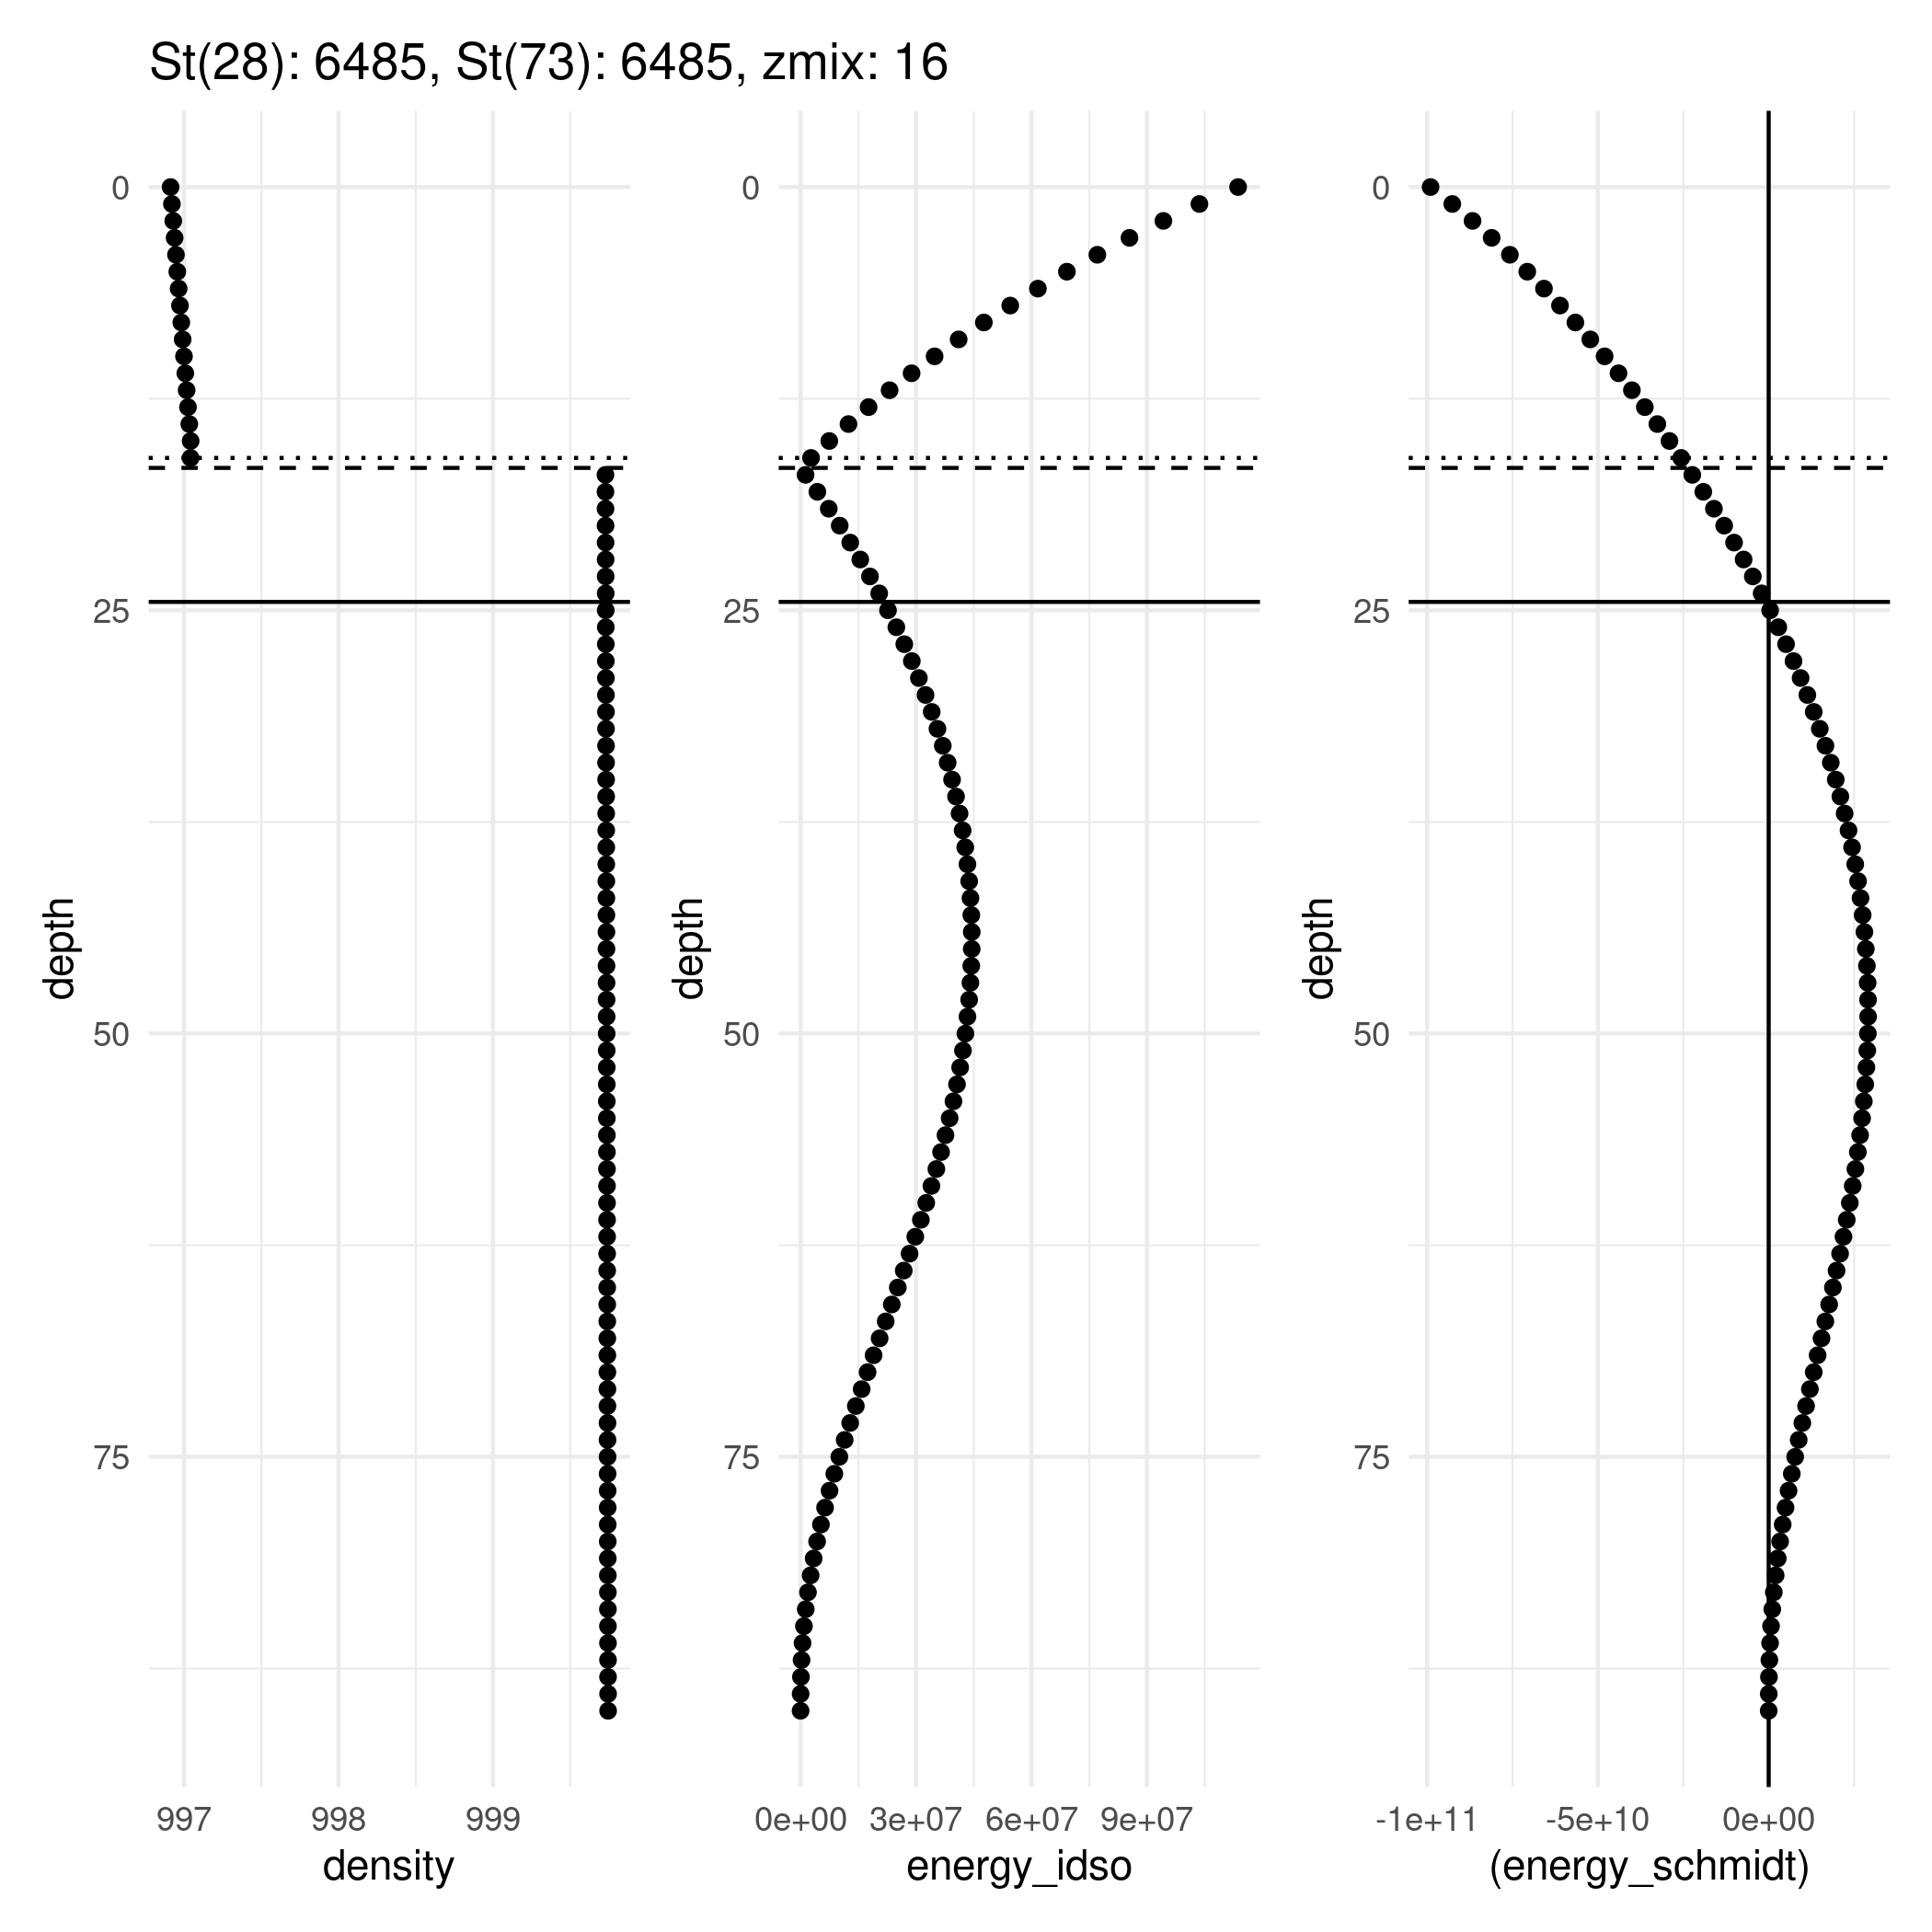 St(28): 6485, St(73): 6485, zmix: 16
0
25
50
75
depth
997 998 999
density
0
25
50
75
depth
0e+00 3e+07 6e+07 9e+07
energy_idso
0
25
50
75
depth
-1e+11 -5e+10 0e+00
(energy_schmidt)